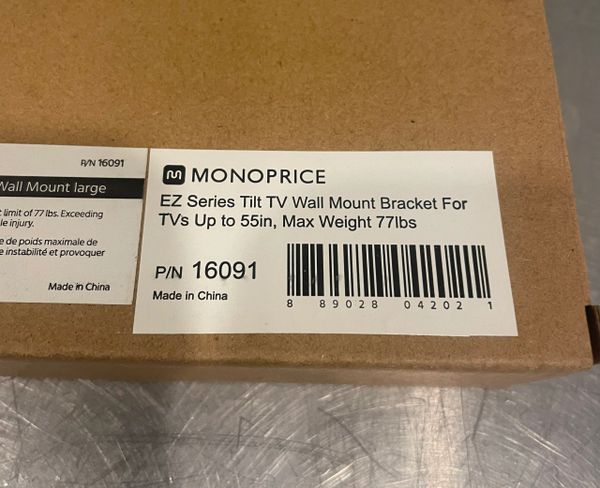 P/N 16091
Wall Mount large
limit of 77 lbs. Exceeding
le injury.
e de poids maximale de
e instabilité et provoquer
Made in China
MONOPRICE
EZ Series Tilt TV Wall Mount Bracket For
TVs Up to 55in, Max Weight 77lbs
P/N 16091
Made in China
8 89028 04202 1